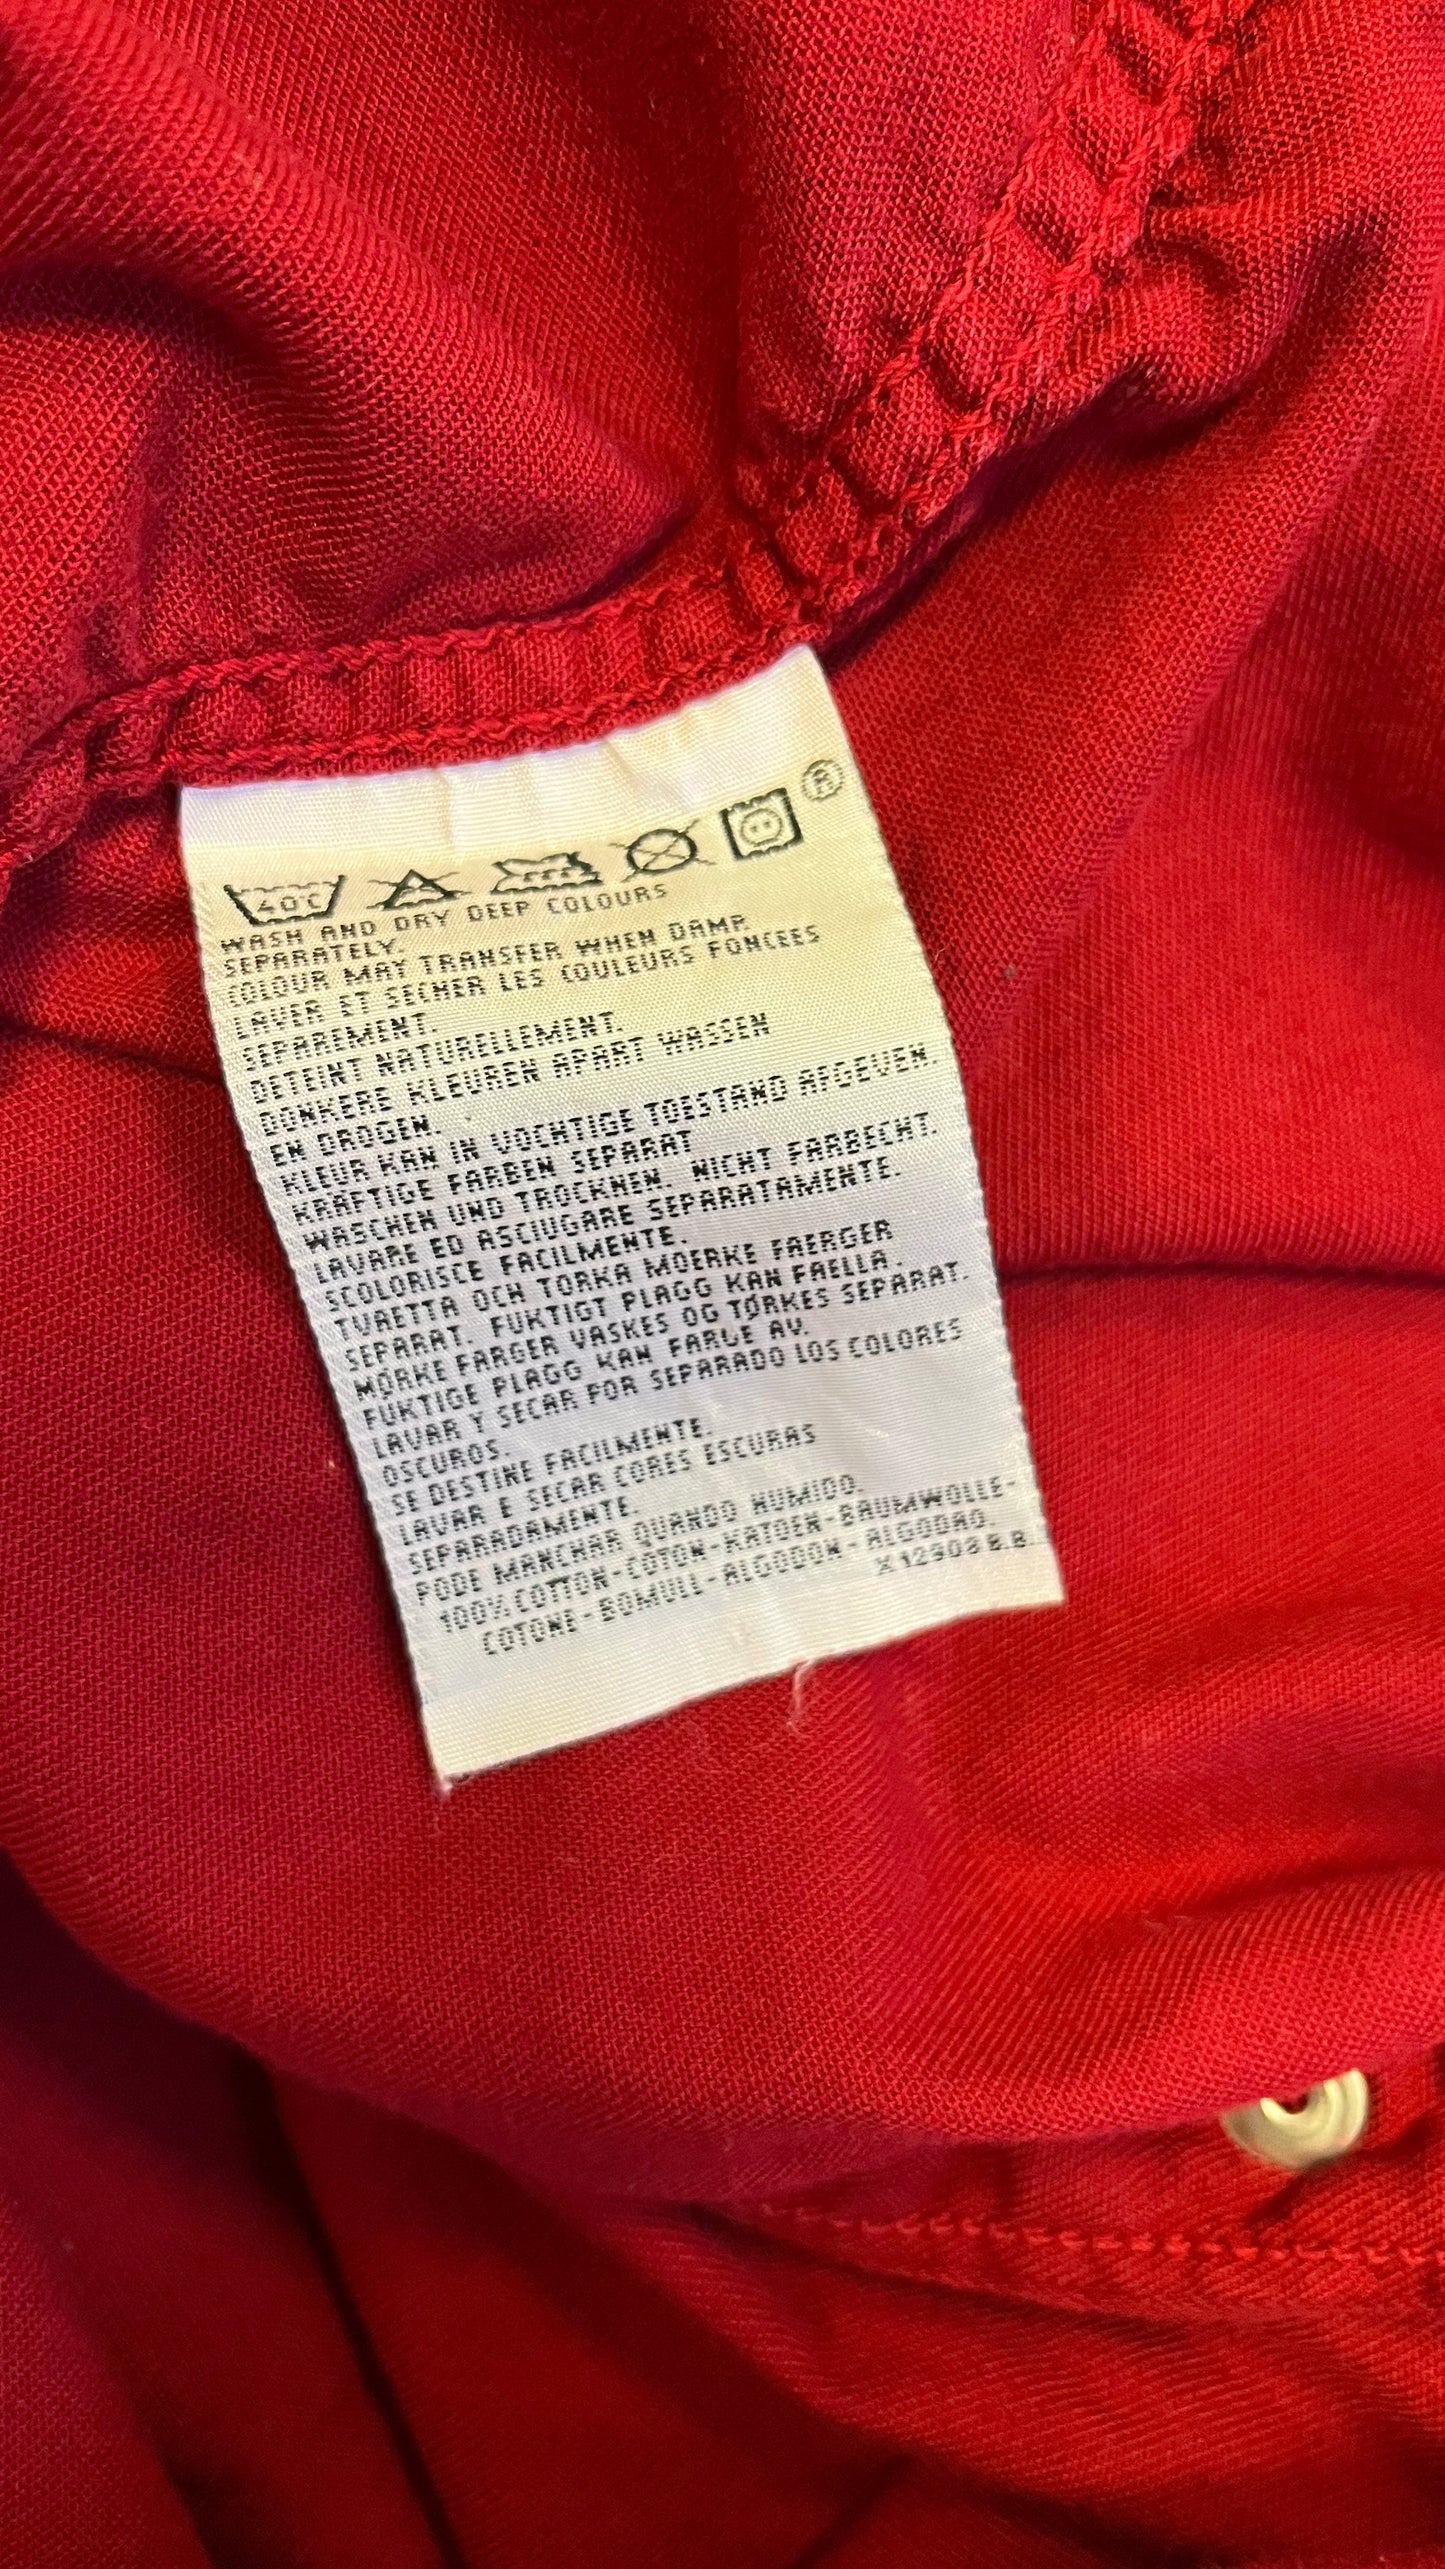 40°C ®
WASH AND DRY DEEP COLOURS
SEPARATELY.
COLOUR MAY TRANSFER WHEN DAMP.
LAVER ET SECHER LES COULEURS FONCEES
SEPAREMENT.
DETEINT NATURELLEMENT.
DONKERE KLEUREN APART WASSEN
EN DROGEN.
KLEUR KAN IN VOCHTIGE TOESTAND AFGEVEN.
KRAFTIGE FARBEN SEPARAT
WASCHEN UND TROCKNEN. NICHT FARBECHT.
LAVARE ED ASCIUGARE SEPARATAMENTE.
SCOLORISCE FACILMENTE.
TVAETTA OCH TORKA MOERKE FAERGER
SEPARAT. FUKTIGT PLAGG KAN FAELLA.
MØRKE FARGER VASKES OG TØRKES SEPARAT.
FUKTIGE PLAGG KAN FARGE AV.
LAVAR Y SECAR POR SEPARADO LOS COLORES
OSCUROS.
SE DESTINE FACILMENTE.
LAVAR E SECAR CORES ESCURAS
SEPARADAMENTE.
PODE MANCHAR QUANDO HUMIDO.
100% COTTON-COTON-KATOEN-BAUMWOLLE-
COTONE-BOMULL-ALGODON-ALGODAO.
X 12908 B.B.